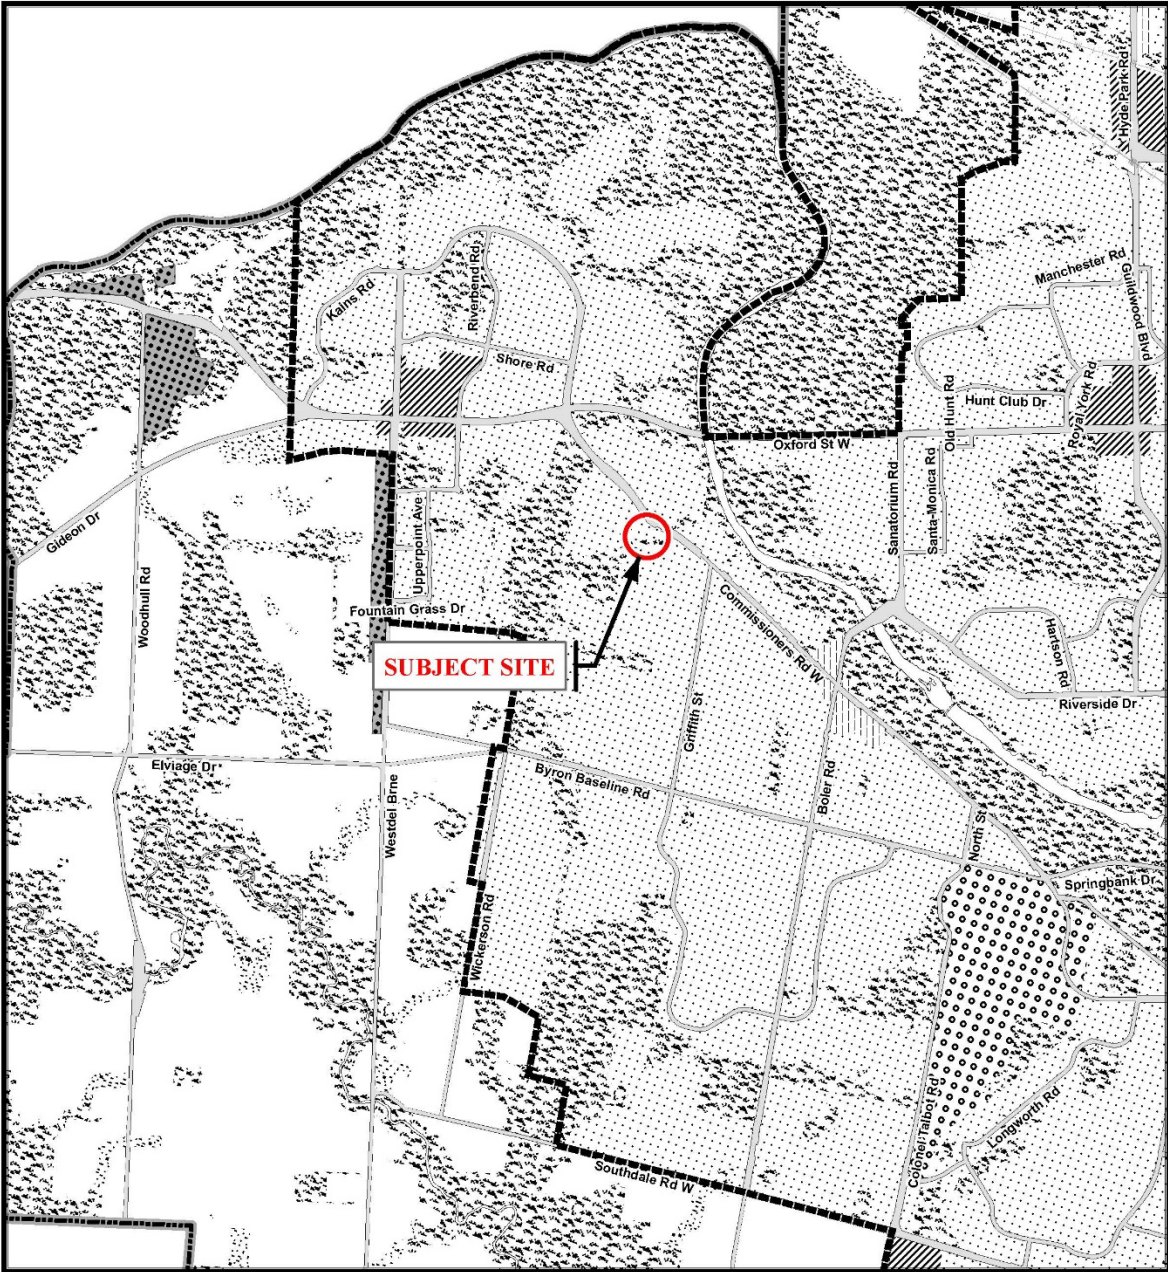 Hyde Park Rd
Manchester Rd
Guildwood Blvd
Riverbend Rd
Kains Rd
Shore Rd
Hunt Club Dr
Old Hunt Rd
Royal York Rd
Oxford St W
Sanatorium Rd
Santa-Monica Rd
Gideon Dr
Upperpoint Ave
Woodhull Rd
Fountain Grass Dr
Commissioners Rd W
Hartson Rd
SUBJECT SITE
Riverside Dr
Griffith St
Elviage Dr
Byron Baseline Rd
Boler Rd
Westdel Brne
North St
Springbank Dr
Wickerson Rd
Colonel Talbot Rd
Longworth Rd
Southdale Rd W